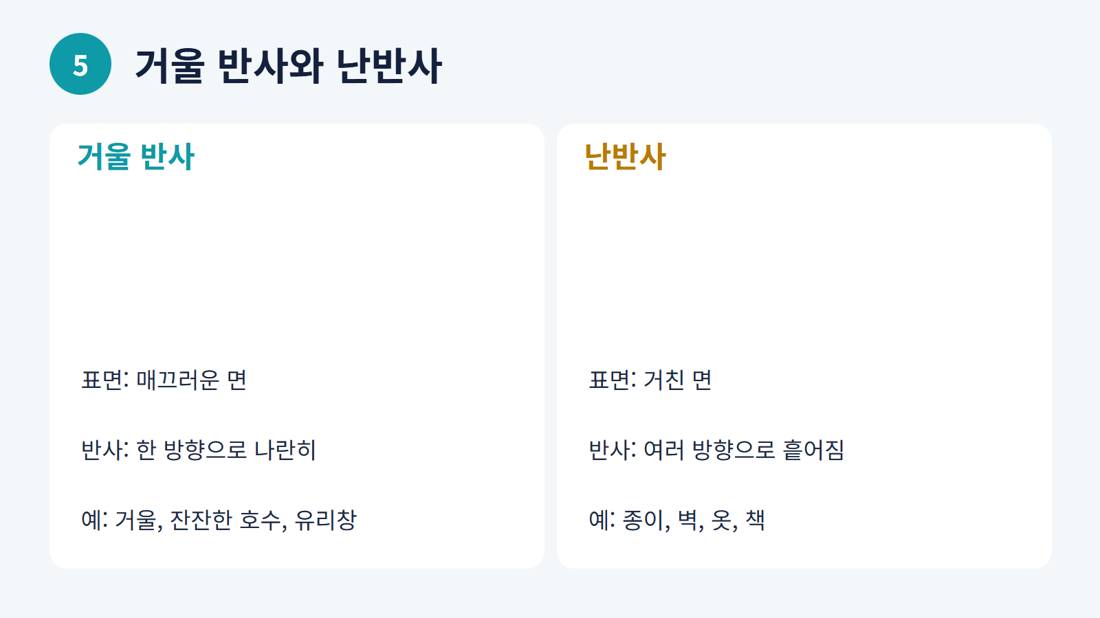 5
거울 반사와 난반사
거울 반사
표면: 매끄러운 면
반사: 한 방향으로 나란히
예: 거울, 잔잔한 호수, 유리창
난반사
표면: 거친 면
반사: 여러 방향으로 흩어짐
예: 종이, 벽, 옷, 책